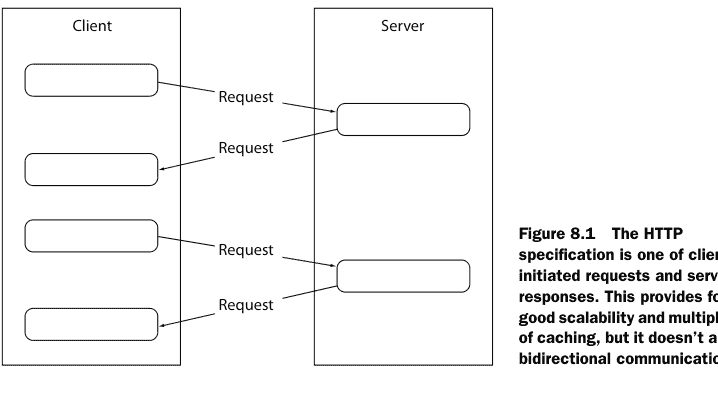 Client
Server
Request
Request
Request
Request
Figure 8.1 The HTTP
specification is one of
initiated requests and
responses. This provides
good scalability and
of caching, but it doesn't
bidirectional